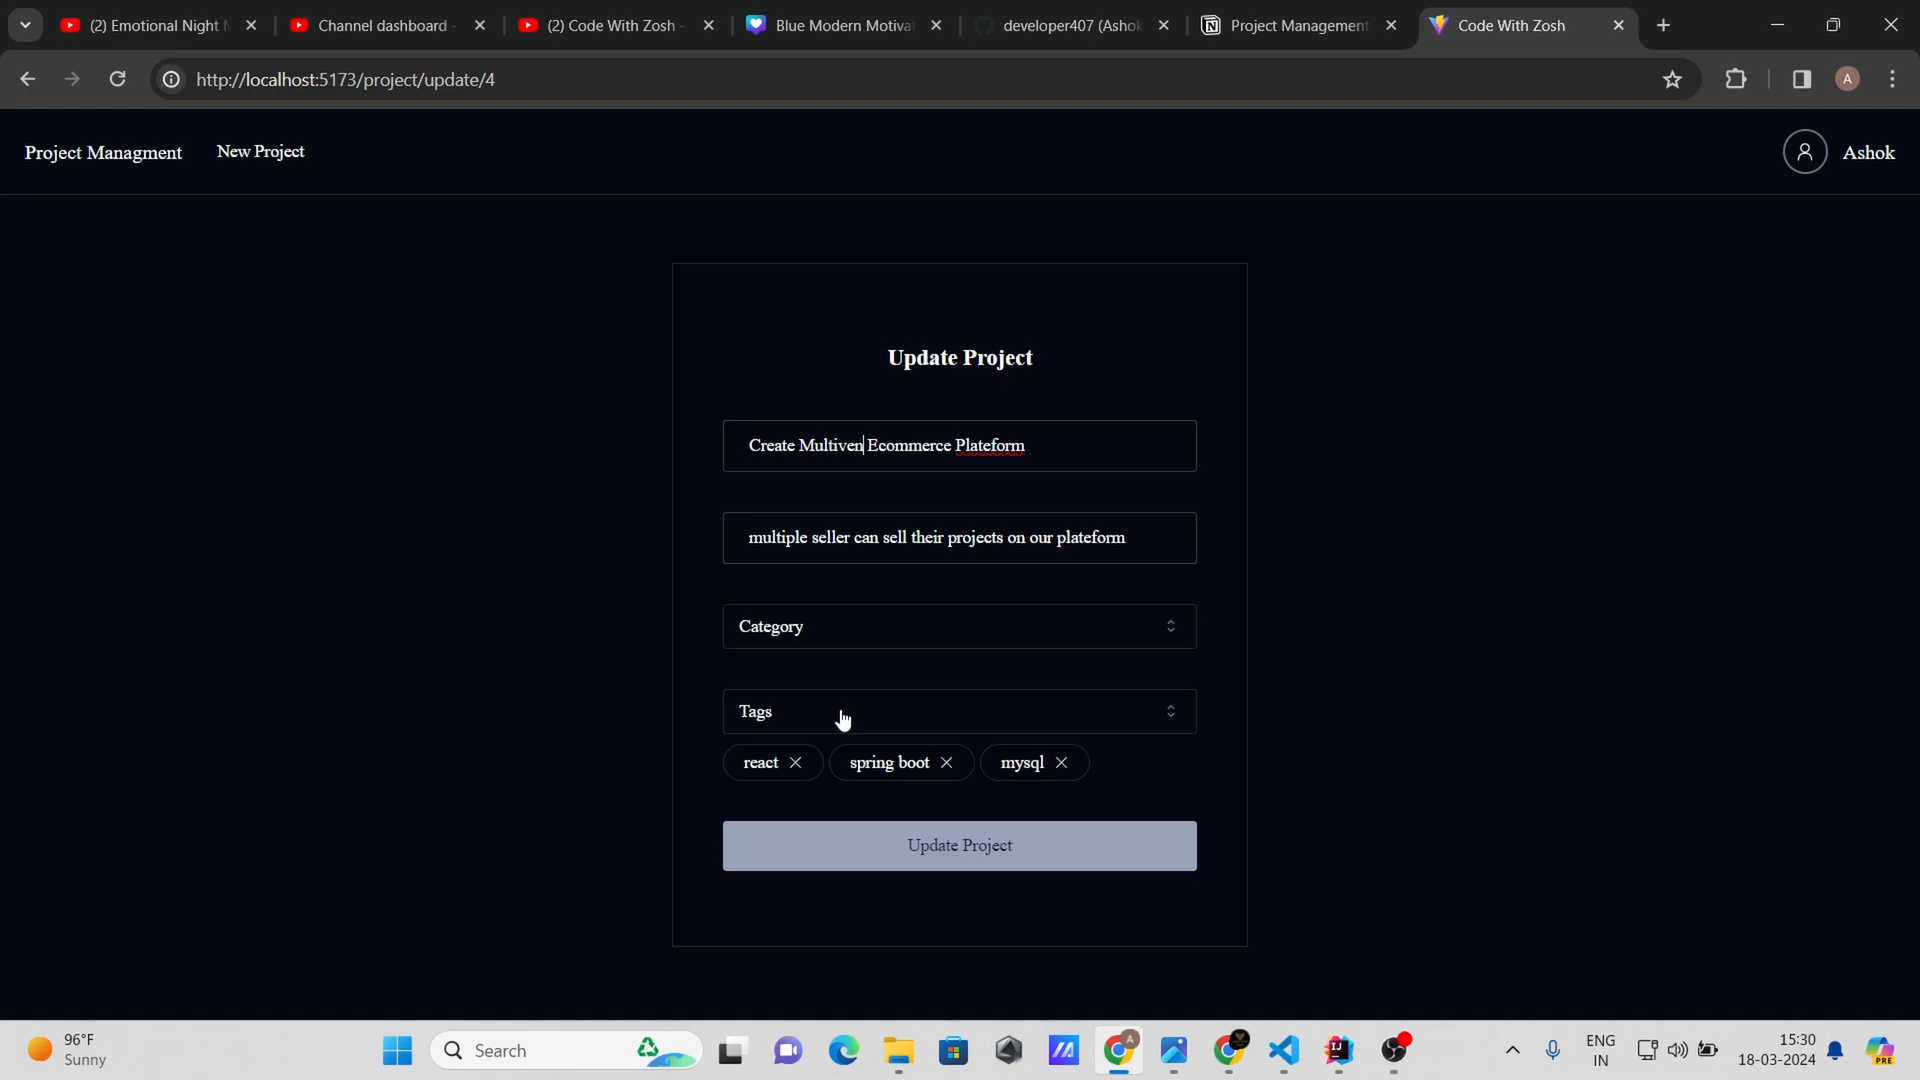 (2) Emotional Night
Channel dashboard -
(2) Code With Zosh -
Blue Modern Motiva
developer407 (Ashok
Project Management
Code With Zosh
http://localhost:5173/project/update/4
A
Project Managment
New Project
Ashok
Update Project
Create Multiven Ecommerce Plateform
multiple seller can sell their projects on our plateform
Category
Tags
react
spring boot
mysql
Update Project
96°F
Sunny
Search
ENG
IN
15:30
18-03-2024
PRE